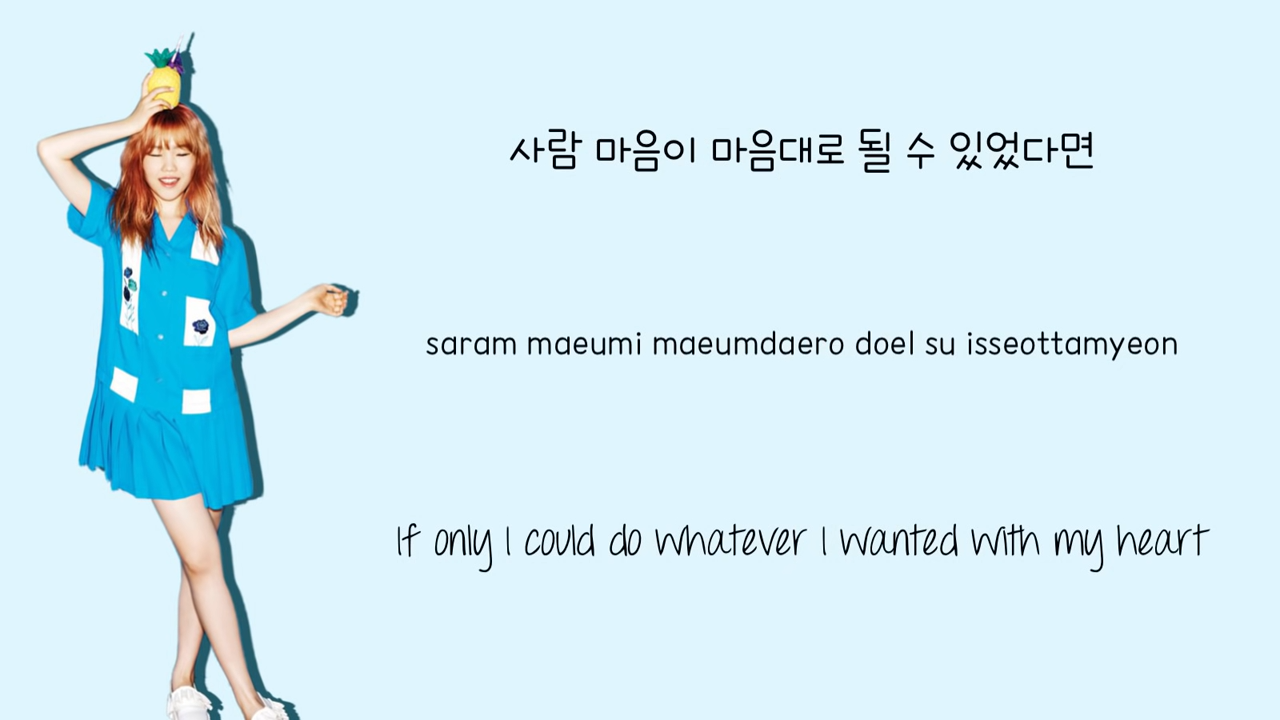 사람 마음이 마음대로 될 수 있었다면
saram maeumi maeumdaero doel su isseottamyeon
If only I could do whatever I wanted with my heart